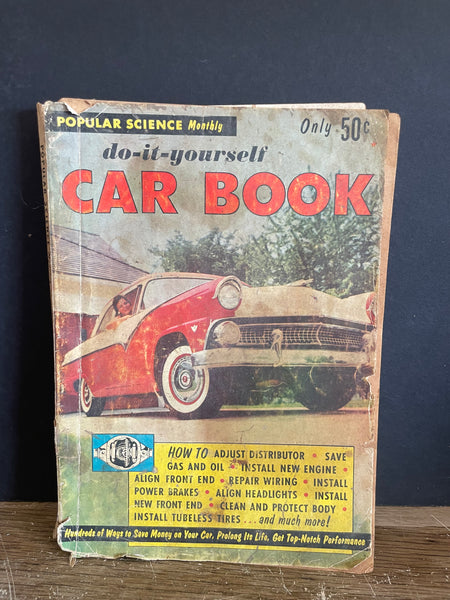 POPULAR SCIENCE Monthly
Only 50¢
do-it-yourself
CAR BOOK
HOW TO ADJUST DISTRIBUTOR • SAVE
GAS AND OIL • INSTALL NEW ENGINE •
ALIGN FRONT END • REPAIR WIRING • INSTALL
POWER BRAKES • ALIGN HEADLIGHTS • INSTALL
NEW FRONT END • CLEAN AND PROTECT BODY •
INSTALL TUBELESS TIRES ... and much more!
Hundreds of Ways to Save Money on Your Car, Prolong Its Life, Get Top-Notch Performance